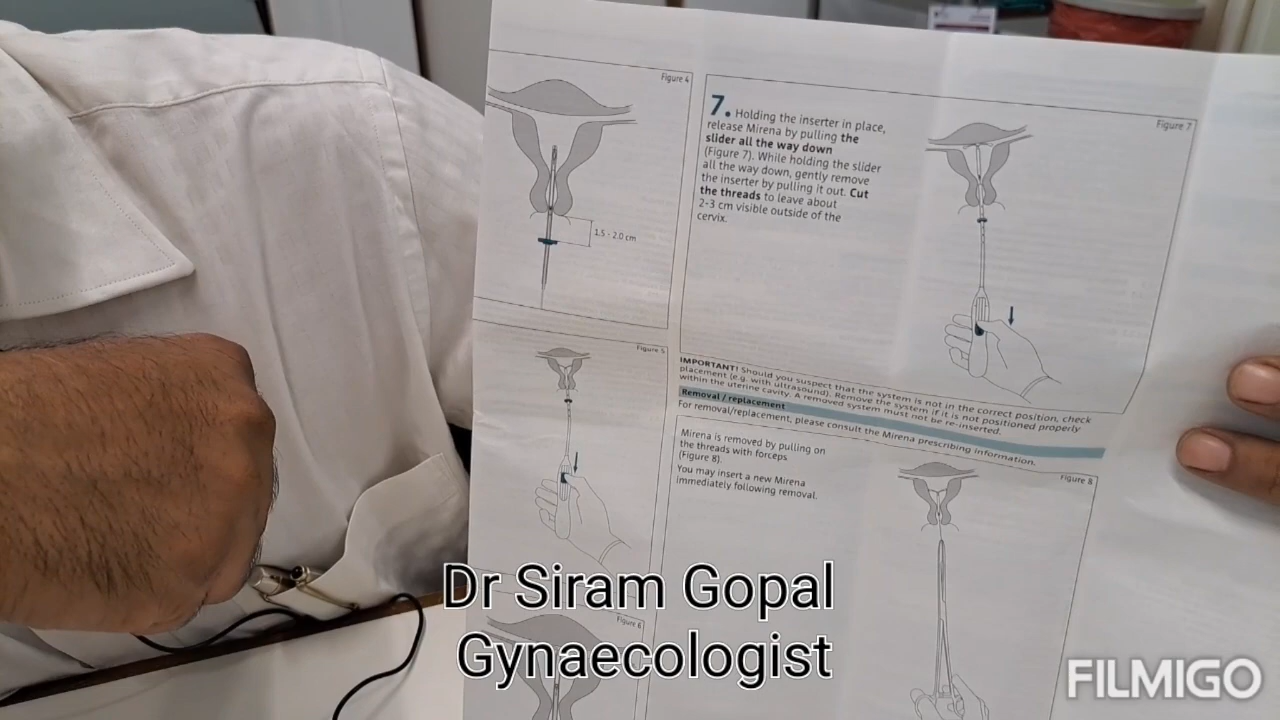 Figure 4
1.5 - 2.0 cm
7. Holding the inserter in place,
release Mirena by pulling the
slider all the way down
(Figure 7). While holding the slider
all the way down, gently remove
the inserter by pulling it out. Cut
the threads to leave about
2-3 cm visible outside of the
cervix.
Figure 7
Figure 5
IMPORTANT! Should you suspect that the system is not in the correct position, check
placement (e.g. with ultrasound). Remove the system if it is not positioned properly
within the uterine cavity. A removed system must not be re-inserted.
Removal / replacement
For removal/replacement, please consult the Mirena prescribing information.
Mirena is removed by pulling on
the threads with forceps
(Figure 8).
You may insert a new Mirena
immediately following removal.
Figure 8
Figure 6
Dr Siram Gopal
Gynaecologist
FILMIGO